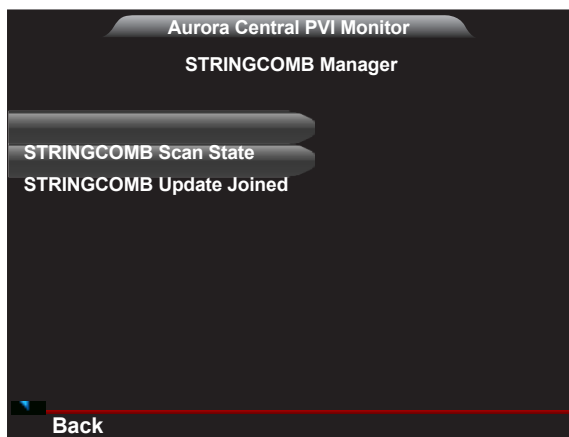 Aurora Central PVI Monitor
STRINGCOMB Manager
STRINGCOMB Scan State
STRINGCOMB Update Joined
Back